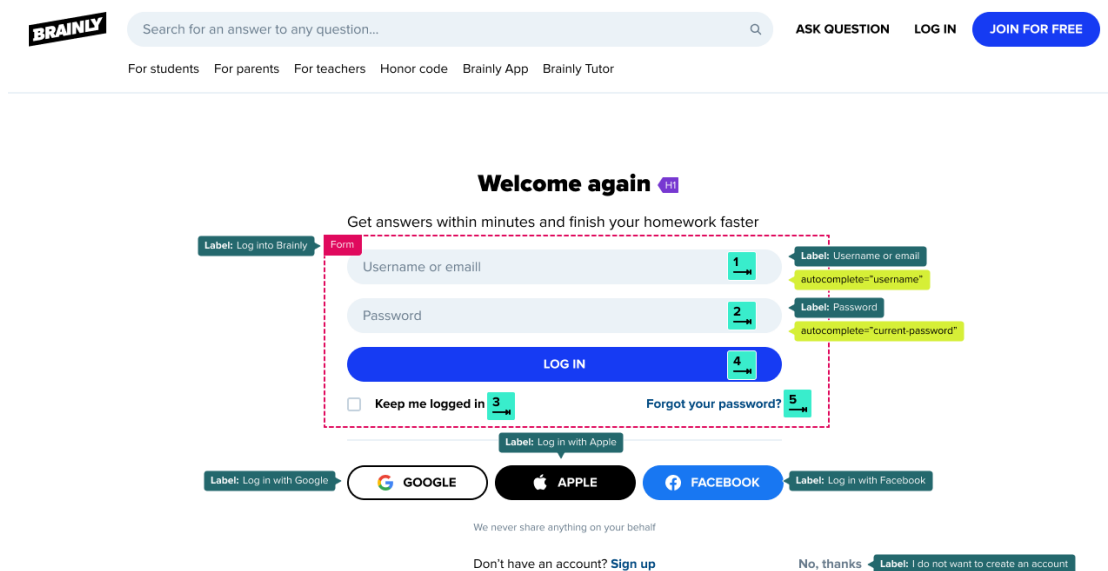 BRAINLY
Search for an answer to any question...
ASK QUESTION LOG IN JOIN FOR FREE
For students For parents For teachers Honor code Brainly App Brainly Tutor
Welcome again H1
Get answers within minutes and finish your homework faster
Label: Log into Brainly Form
Username or emaill 1 Label: Username or email
autocomplete="username"
Password 2 Label: Password
autocomplete="current-password"
LOG IN 4
Keep me logged in 3 Forgot your password? 5
Label: Log in with Apple
Label: Log in with Google GOOGLE APPLE FACEBOOK Label: Log in with Facebook
We never share anything on your behalf
Don't have an account? Sign up No, thanks Label: I do not want to create an account